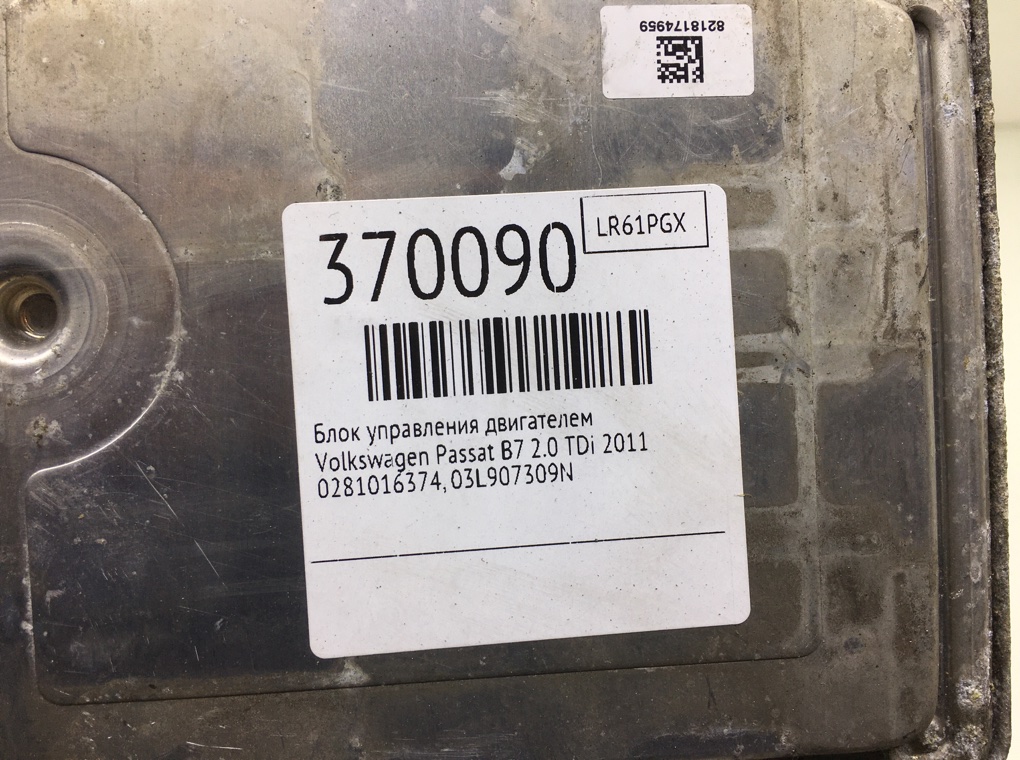 8218174959
370090
LR61PGX
Блок управления двигателем
Volkswagen Passat B7 2.0 TDi 2011
0281016374, 03L907309N